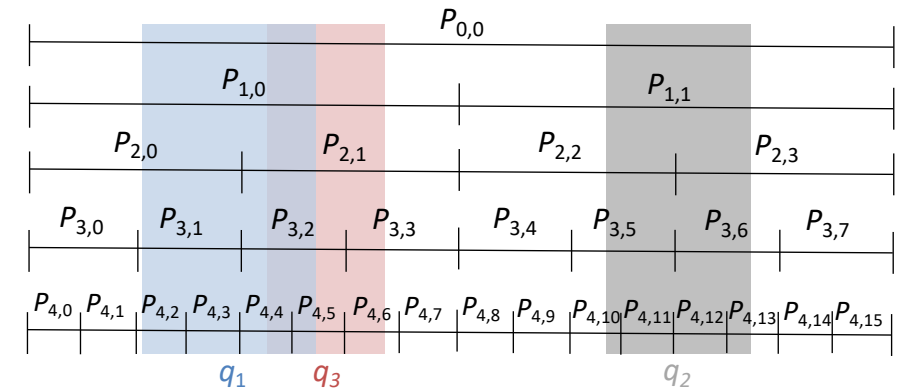 P0,0
P1,0 P1,1
P2,0 P2,1 P2,2 P2,3
P3,0 P3,1 P3,2 P3,3 P3,4 P3,5 P3,6 P3,7
P4,0 P4,1 P4,2 P4,3 P4,4 P4,5 P4,6 P4,7 P4,8 P4,9 P4,10 P4,11 P4,12 P4,13 P4,14 P4,15
q1 q3 q2